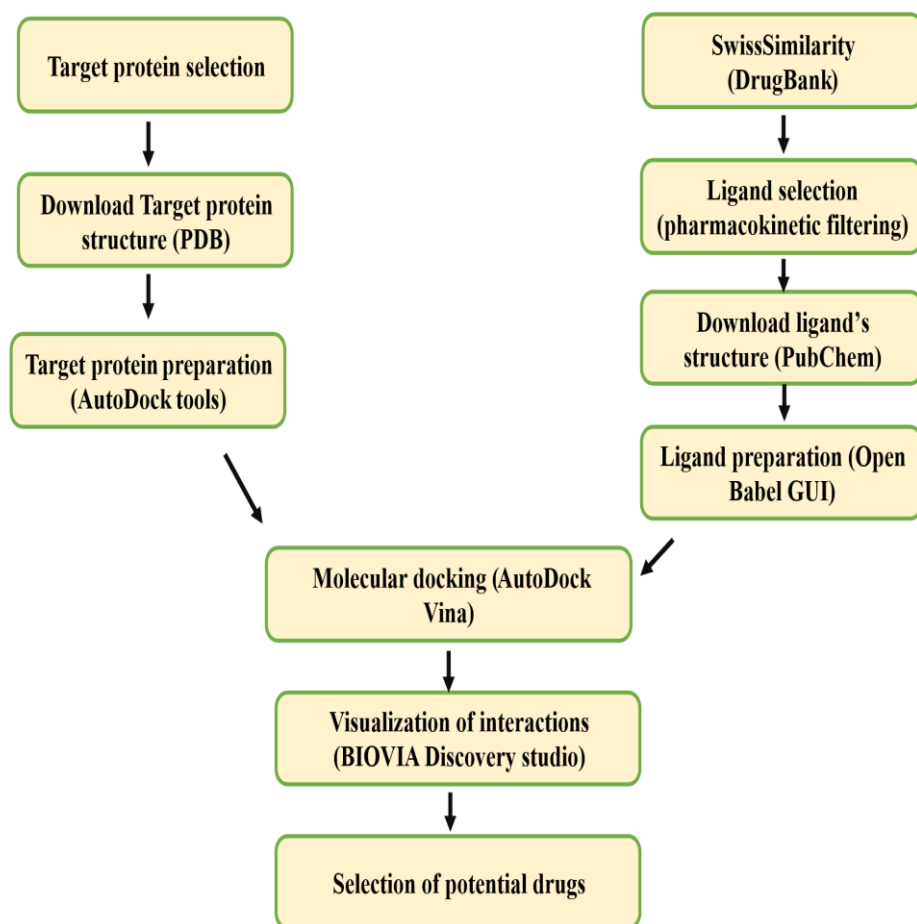 Target protein selection
Download Target protein
structure (PDB)
Target protein preparation
(AutoDock tools)
SwissSimilarity
(DrugBank)
Ligand selection
(pharmacokinetic filtering)
Download ligand’s
structure (PubChem)
Ligand preparation (Open
Babel GUI)
Molecular docking (AutoDock
Vina)
Visualization of interactions
(BIOVIA Discovery studio)
Selection of potential drugs